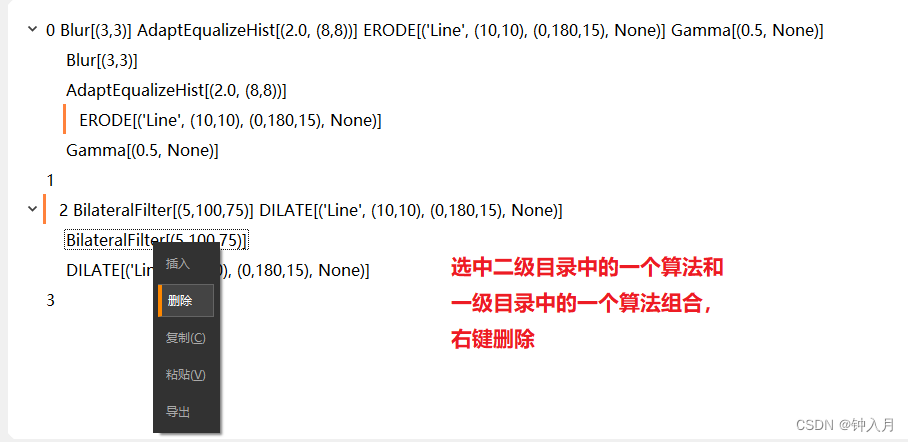 0 Blur[(3,3)] AdaptEqualizeHist[(2.0, (8,8))] ERODE[('Line', (10,10), (0,180,15), None)] Gamma[(0.5, None)]
Blur[(3,3)]
AdaptEqualizeHist[(2.0, (8,8))]
ERODE[('Line', (10,10), (0,180,15), None)]
Gamma[(0.5, None)]
1
2 BilateralFilter[(5,100,75)] DILATE[('Line', (10,10), (0,180,15), None)]
BilateralFilter[(5,100,75)]
DILATE[('Lin 0), (0,180,15), None)]
3
插入
删除
复制(C)
粘贴(V)
导出
选中二级目录中的一个算法和
一级目录中的一个算法组合，
右键删除
CSDN @钟入月